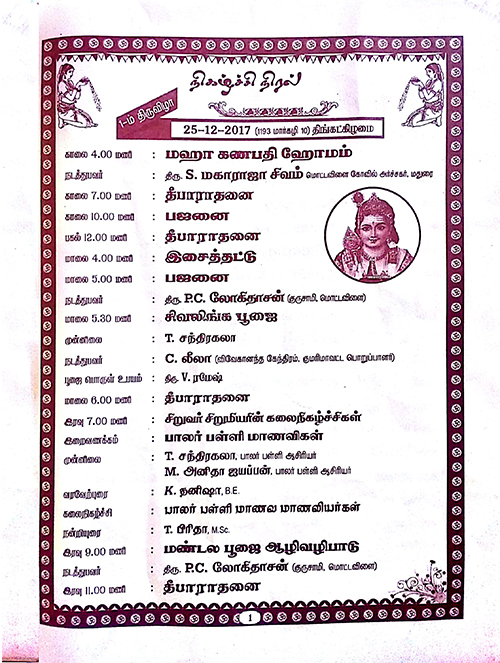 நிகழ்ச்சி நிரல்
1-ம் திருவிழா
25-12-2017 (1193 மார்கழி 10) திங்கட்கிழமை
காலை 4.00 மணி : மஹா கணபதி ஹோமம்
நடத்துபவர் : திரு. S. மகாராஜா சிவம் மொட்டவிளை கோவில் அர்ச்சகர், மதுரை
காலை 7.00 மணி : தீபாராதனை
காலை 10.00 மணி : பஜனை
பகல் 12.00 மணி : தீபாராதனை
மாலை 4.00 மணி : இசைத்தட்டு
மாலை 5.00 மணி : பஜனை
நடத்துபவர் : திரு. P.C. லோகிதாசன் (குருசாமி, மொட்டவிளை)
மாலை 5.30 மணி : சிவலிங்க பூஜை
முன்னிலை : T. சந்திரகலா
நடத்துபவர் : C. லீலா (விவேகானந்த கேந்திரம், குமரிமாவட்ட பொறுப்பாளர்)
பூஜை பொருள் உபயம் : திரு. V. ரமேஷ்
மாலை 6.00 மணி : தீபாராதனை
இரவு 7.00 மணி : சிறுவர் சிறுமியரின் கலைநிகழ்ச்சிகள்
இறைவணக்கம் : பாலர் பள்ளி மாணவிகள்
முன்னிலை : T. சந்திரகலா, பாலர் பள்ளி ஆசிரியர்
M. அனிதா ஐயப்பன், பாலர் பள்ளி ஆசிரியர்
வரவேற்புரை : K. தனிஷா, B.E.
கலைநிகழ்ச்சி : பாலர் பள்ளி மாணவ மாணவியர்கள்
நன்றியுரை : T. பிரீதா, M.Sc.
இரவு 9.00 மணி : மண்டல பூஜை ஆழிவழிபாடு
நடத்துபவர் : திரு. P.C. லோகிதாசன் (குருசாமி, மொட்டவிளை)
இரவு 11.00 மணி : தீபாராதனை
1